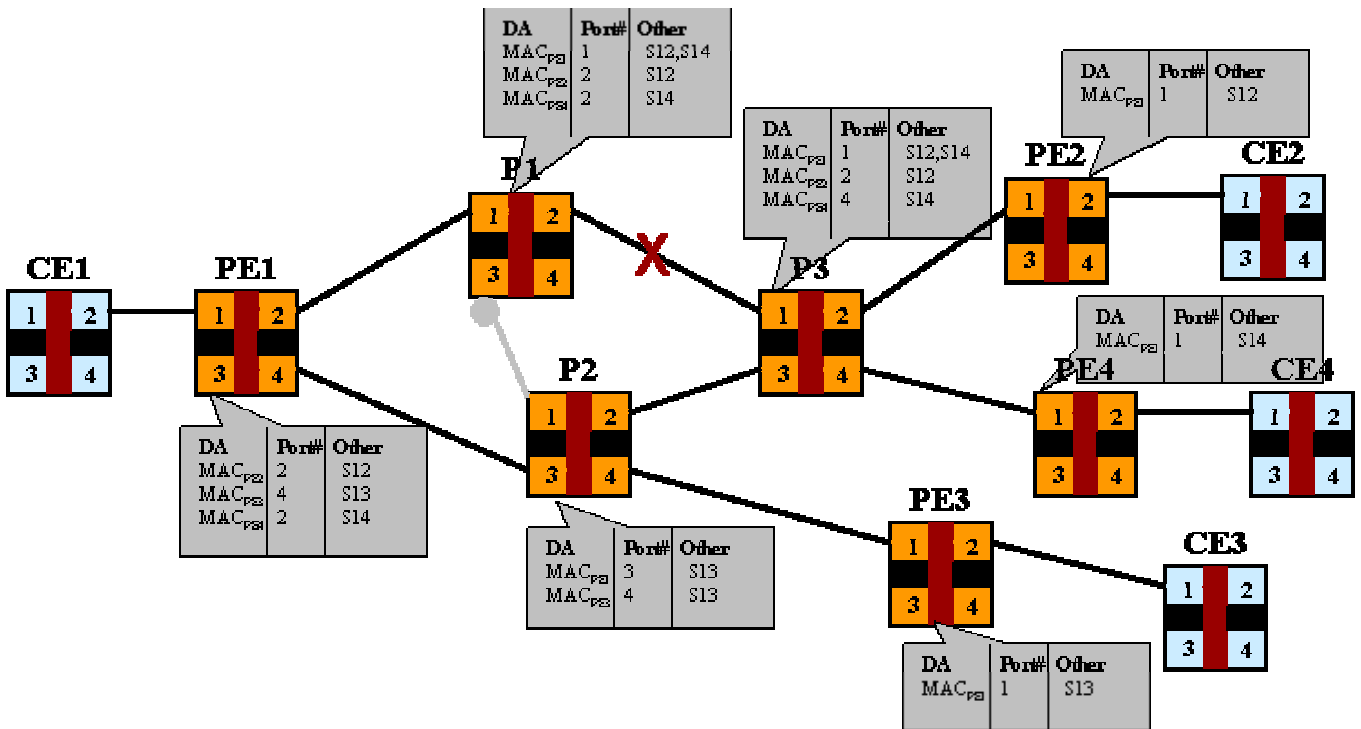 DA Port# Other
MACPE1 1 S12,S14
MACPE2 2 S12
MACPE4 2 S14
DA Port# Other
MACPE1 1 S12
DA Port# Other
MACPE1 1 S12,S14
MACPE2 2 S12
MACPE4 4 S14
P1
1 2
3 4
PE2
1 2
3 4
CE2
1 2
3 4
X
CE1
1 2
3 4
PE1
1 2
3 4
P3
1 2
3 4
DA Port# Other
MACPE1 1 S14
P2
1 2
3 4
PE4
1 2
3 4
CE4
1 2
3 4
DA Port# Other
MACPE2 2 S12
MACPE3 4 S13
MACPE4 2 S14
PE3
1 2
3 4
DA Port# Other
MACPE1 3 S13
MACPE3 4 S13
CE3
1 2
3 4
DA Port# Other
MACPE1 1 S13